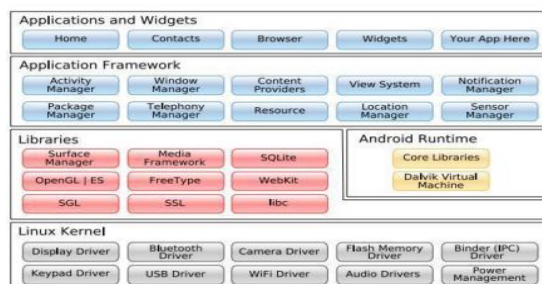 Applications and Widgets
Home Contacts Browser Widgets Your App Here
Application Framework
Activity Manager Window Manager Content Providers View System Notification Manager
Package Manager Telephony Manager Resource Location Manager Sensor Manager
Libraries
Surface Manager Media Framework SQLite
OpenGL | ES FreeType WebKit
SGL SSL libc
Android Runtime
Core Libraries
Dalvik Virtual Machine
Linux Kernel
Display Driver Bluetooth Driver Camera Driver Flash Memory Driver Binder (IPC) Driver
Keypad Driver USB Driver WiFi Driver Audio Drivers Power Management